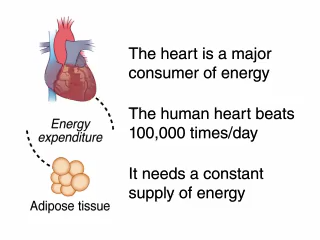 The heart is a major
consumer of energy
The human heart beats
100,000 times/day
It needs a constant
supply of energy
Energy
expenditure
Adipose tissue